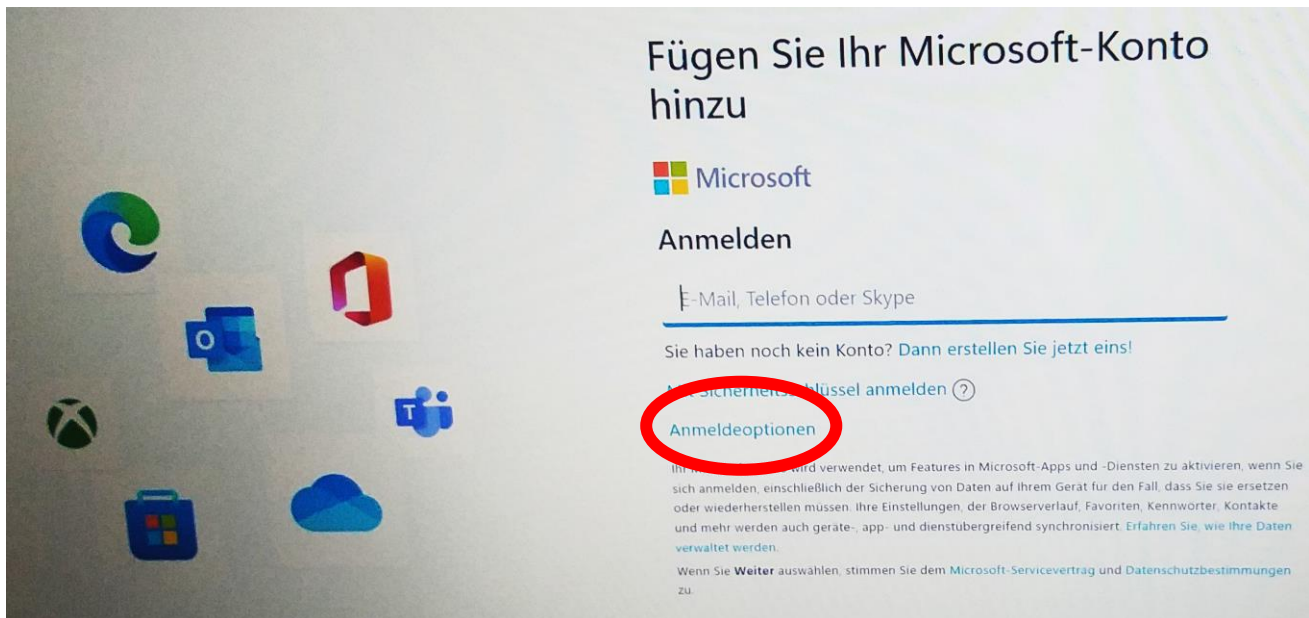 Fügen Sie Ihr Microsoft-Konto
hinzu
Microsoft
Anmelden
E-Mail, Telefon oder Skype
Sie haben noch kein Konto? Dann erstellen Sie jetzt eins!
Sicherheitsschlüssel anmelden ?
Anmeldeoptionen
wird verwendet, um Features in Microsoft-Apps und -Diensten zu aktivieren, wenn Sie
sich anmelden, einschließlich der Sicherung von Daten auf Ihrem Gerät für den Fall, dass Sie sie ersetzen
oder wiederherstellen müssen. Ihre Einstellungen, der Browserverlauf, Favoriten, Kennwörter, Kontakte
und mehr werden auch geräte-, app- und dienstübergreifend synchronisiert. Erfahren Sie, wie Ihre Daten
verwaltet werden.
Wenn Sie Weiter auswählen, stimmen Sie dem Microsoft-Servicevertrag und Datenschutzbestimmungen
zu.
O
T